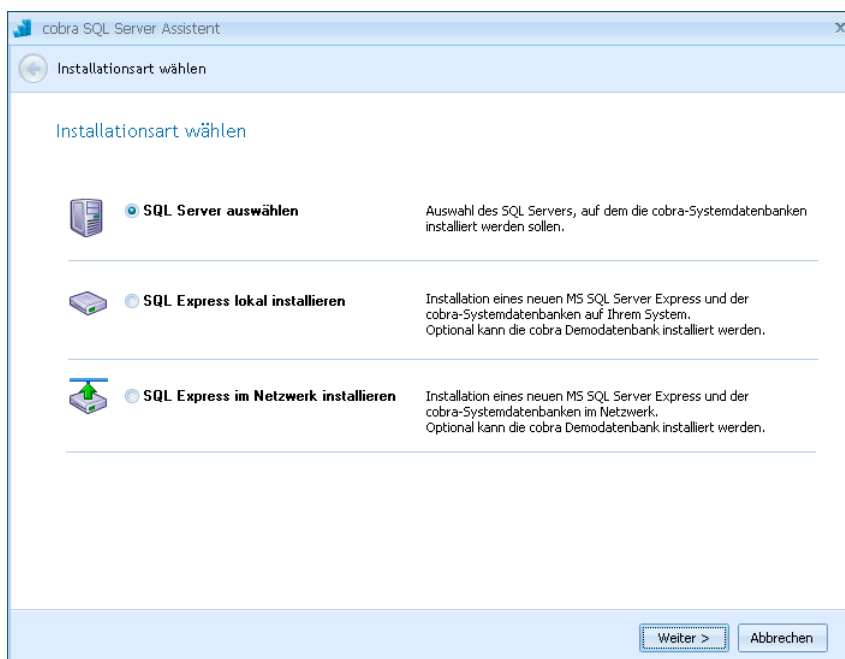 cobra SQL Server Assistent
x
Installationsart wählen
Installationsart wählen
SQL Server auswählen
Auswahl des SQL Servers, auf dem die cobra-Systemdatenbanken
installiert werden sollen.
SQL Express lokal installieren
Installation eines neuen MS SQL Server Express und der
cobra-Systemdatenbanken auf Ihrem System.
Optional kann die cobra Demodatenbank installiert werden.
SQL Express im Netzwerk installieren
Installation eines neuen MS SQL Server Express und der
cobra-Systemdatenbanken im Netzwerk.
Optional kann die cobra Demodatenbank installiert werden.
Weiter >
Abbrechen